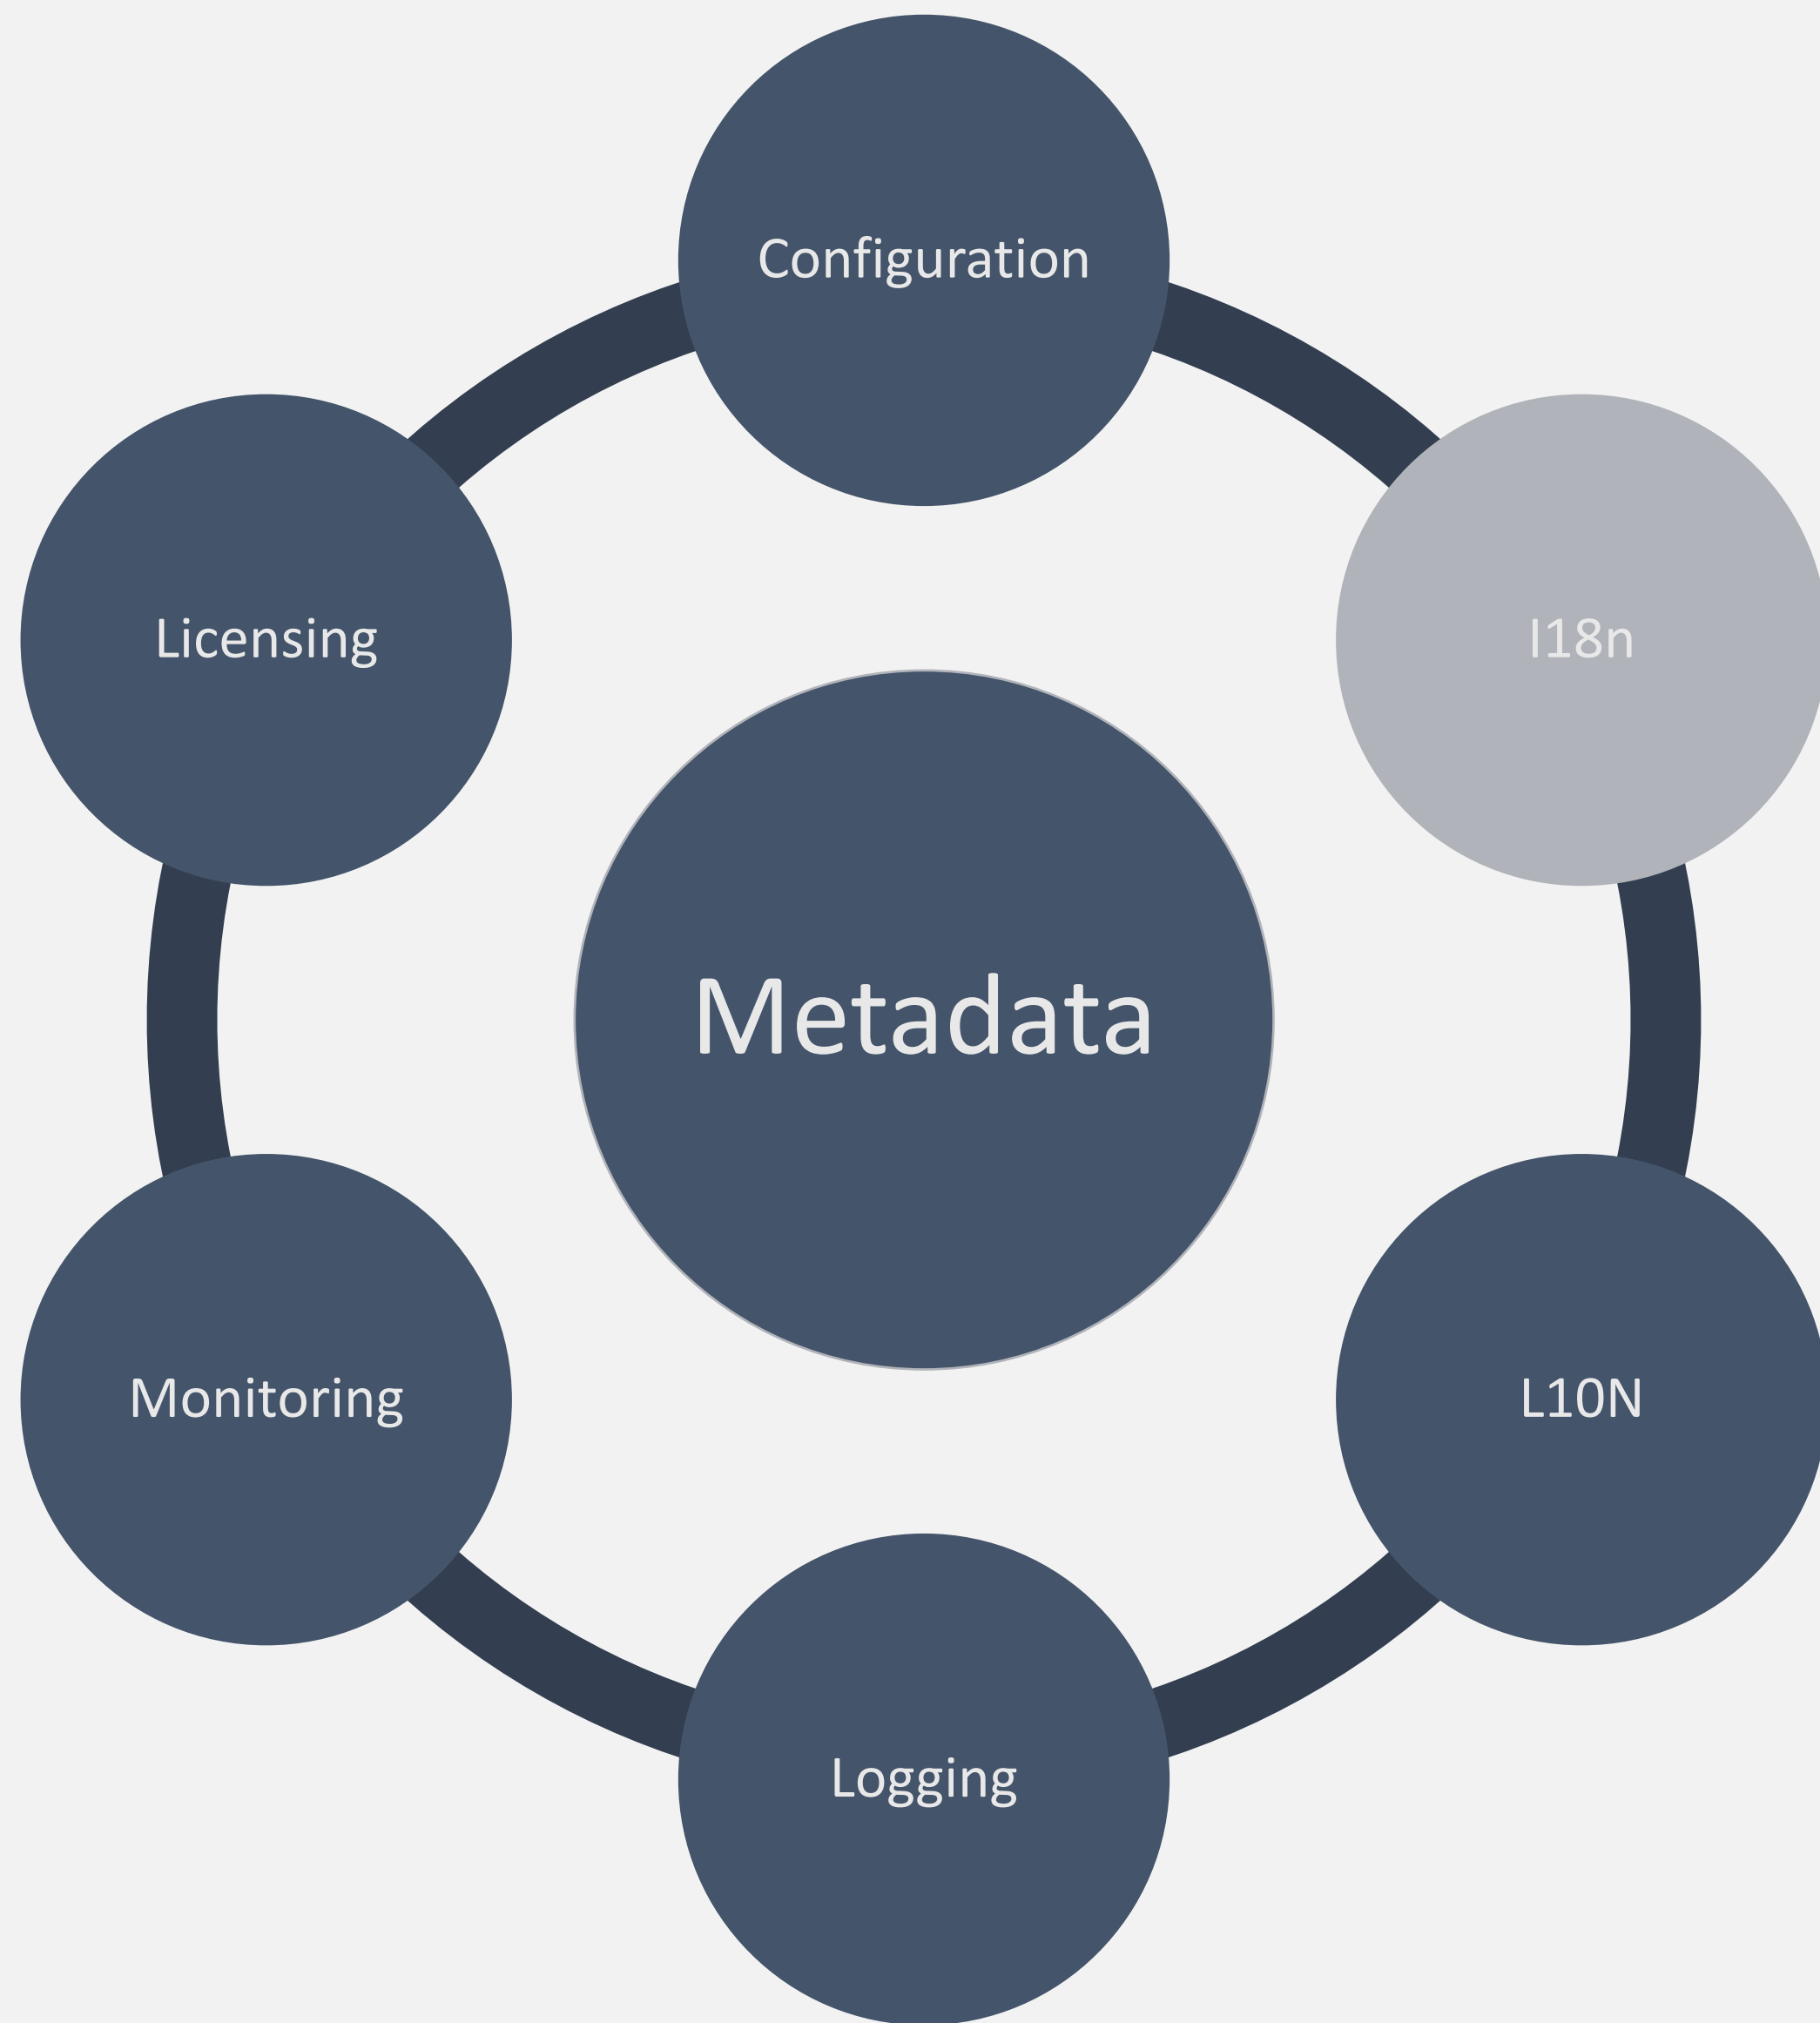 Configuration
Licensing
I18n
Metadata
Monitoring
L10N
Logging